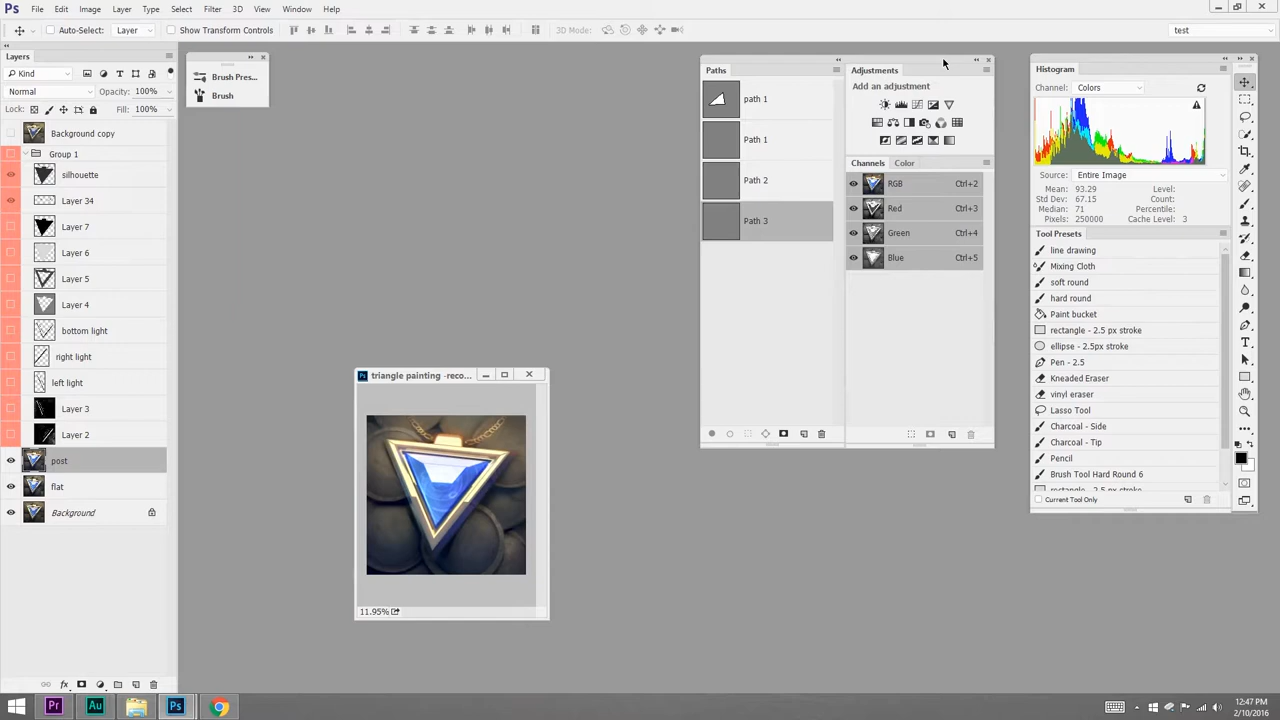 Ps File Edit Image Layer Type Select Filter 3D View Window Help
Auto-Select: Layer Show Transform Controls 3D Mode: test
Layers
Kind
Normal Opacity: 100%
Lock: Fill: 100%
Background copy
Group 1
silhouette
Layer 34
Layer 7
Layer 6
Layer 5
Layer 4
bottom light
right light
left light
Layer 3
Layer 2
post
flat
Background
Brush Pres...
Brush
triangle painting -reco...
11.95%
Paths
path 1
Path 1
Path 2
Path 3
Adjustments
Add an adjustment
Channels Color
RGB Ctrl+2
Red Ctrl+3
Green Ctrl+4
Blue Ctrl+5
Histogram
Channel: Colors
Source: Entire Image
Mean: 93.29 Level:
Std Dev: 67.15 Count:
Median: 71 Percentile:
Pixels: 250000 Cache Level: 3
Tool Presets
line drawing
Mixing Cloth
soft round
hard round
Paint bucket
rectangle - 2.5 px stroke
ellipse - 2.5px stroke
Pen - 2.5
Kneaded Eraser
vinyl eraser
Lasso Tool
Charcoal - Side
Charcoal - Tip
Pencil
Brush Tool Hard Round 6
Current Tool Only
Pr Au Ps
12:47 PM
2/10/2016